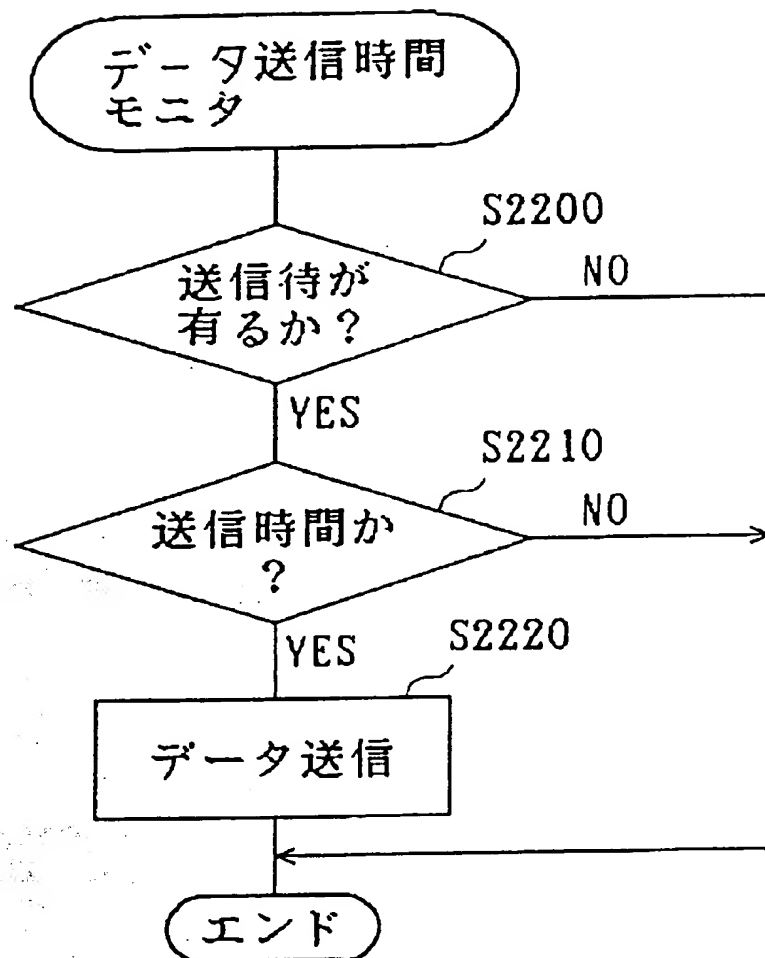 データ送信時間
モニタ
S2200
送信待が
有るか？
NO
YES
S2210
送信時間か
？
NO
YES
S2220
データ送信
エンド